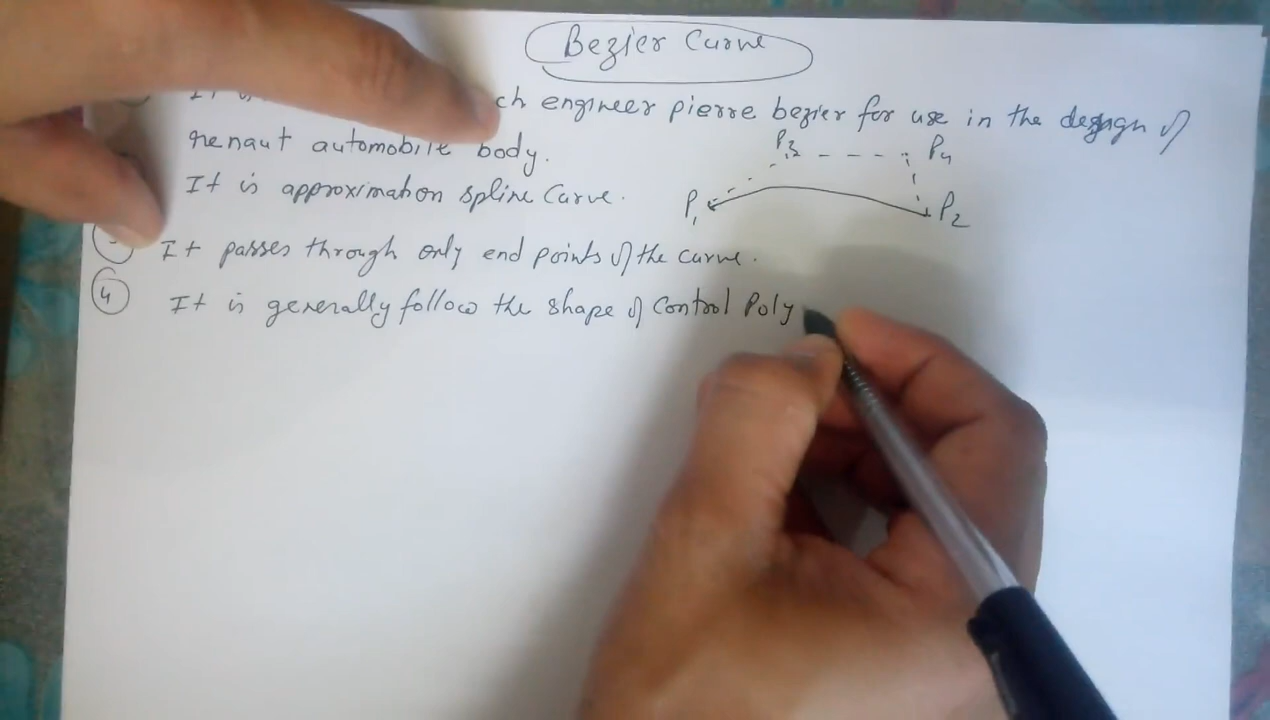 Bezier Curve
ch engineer pierre bezier for use in the design of
renaut automobile body.
P3 P4
It is approximation spline Curve.
P1 P2
It passes through only end points of the curve.
4 It is generally follow the shape of Control Poly